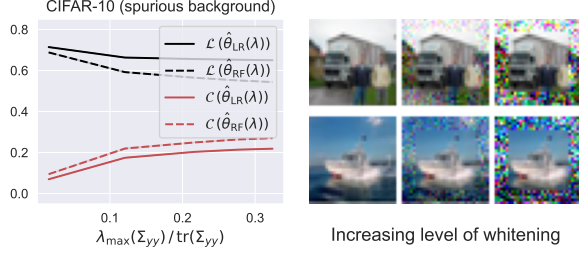 CIFAR-10 (spurious background)
0.8
0.6
0.4
0.2
0.0
ℒ(θ̂_LR(λ))
ℒ(θ̂_RF(λ))
𝒞(θ̂_LR(λ))
𝒞(θ̂_RF(λ))
0.1 0.2 0.3
λ_max(Σ_yy)/tr(Σ_yy)
Increasing level of whitening